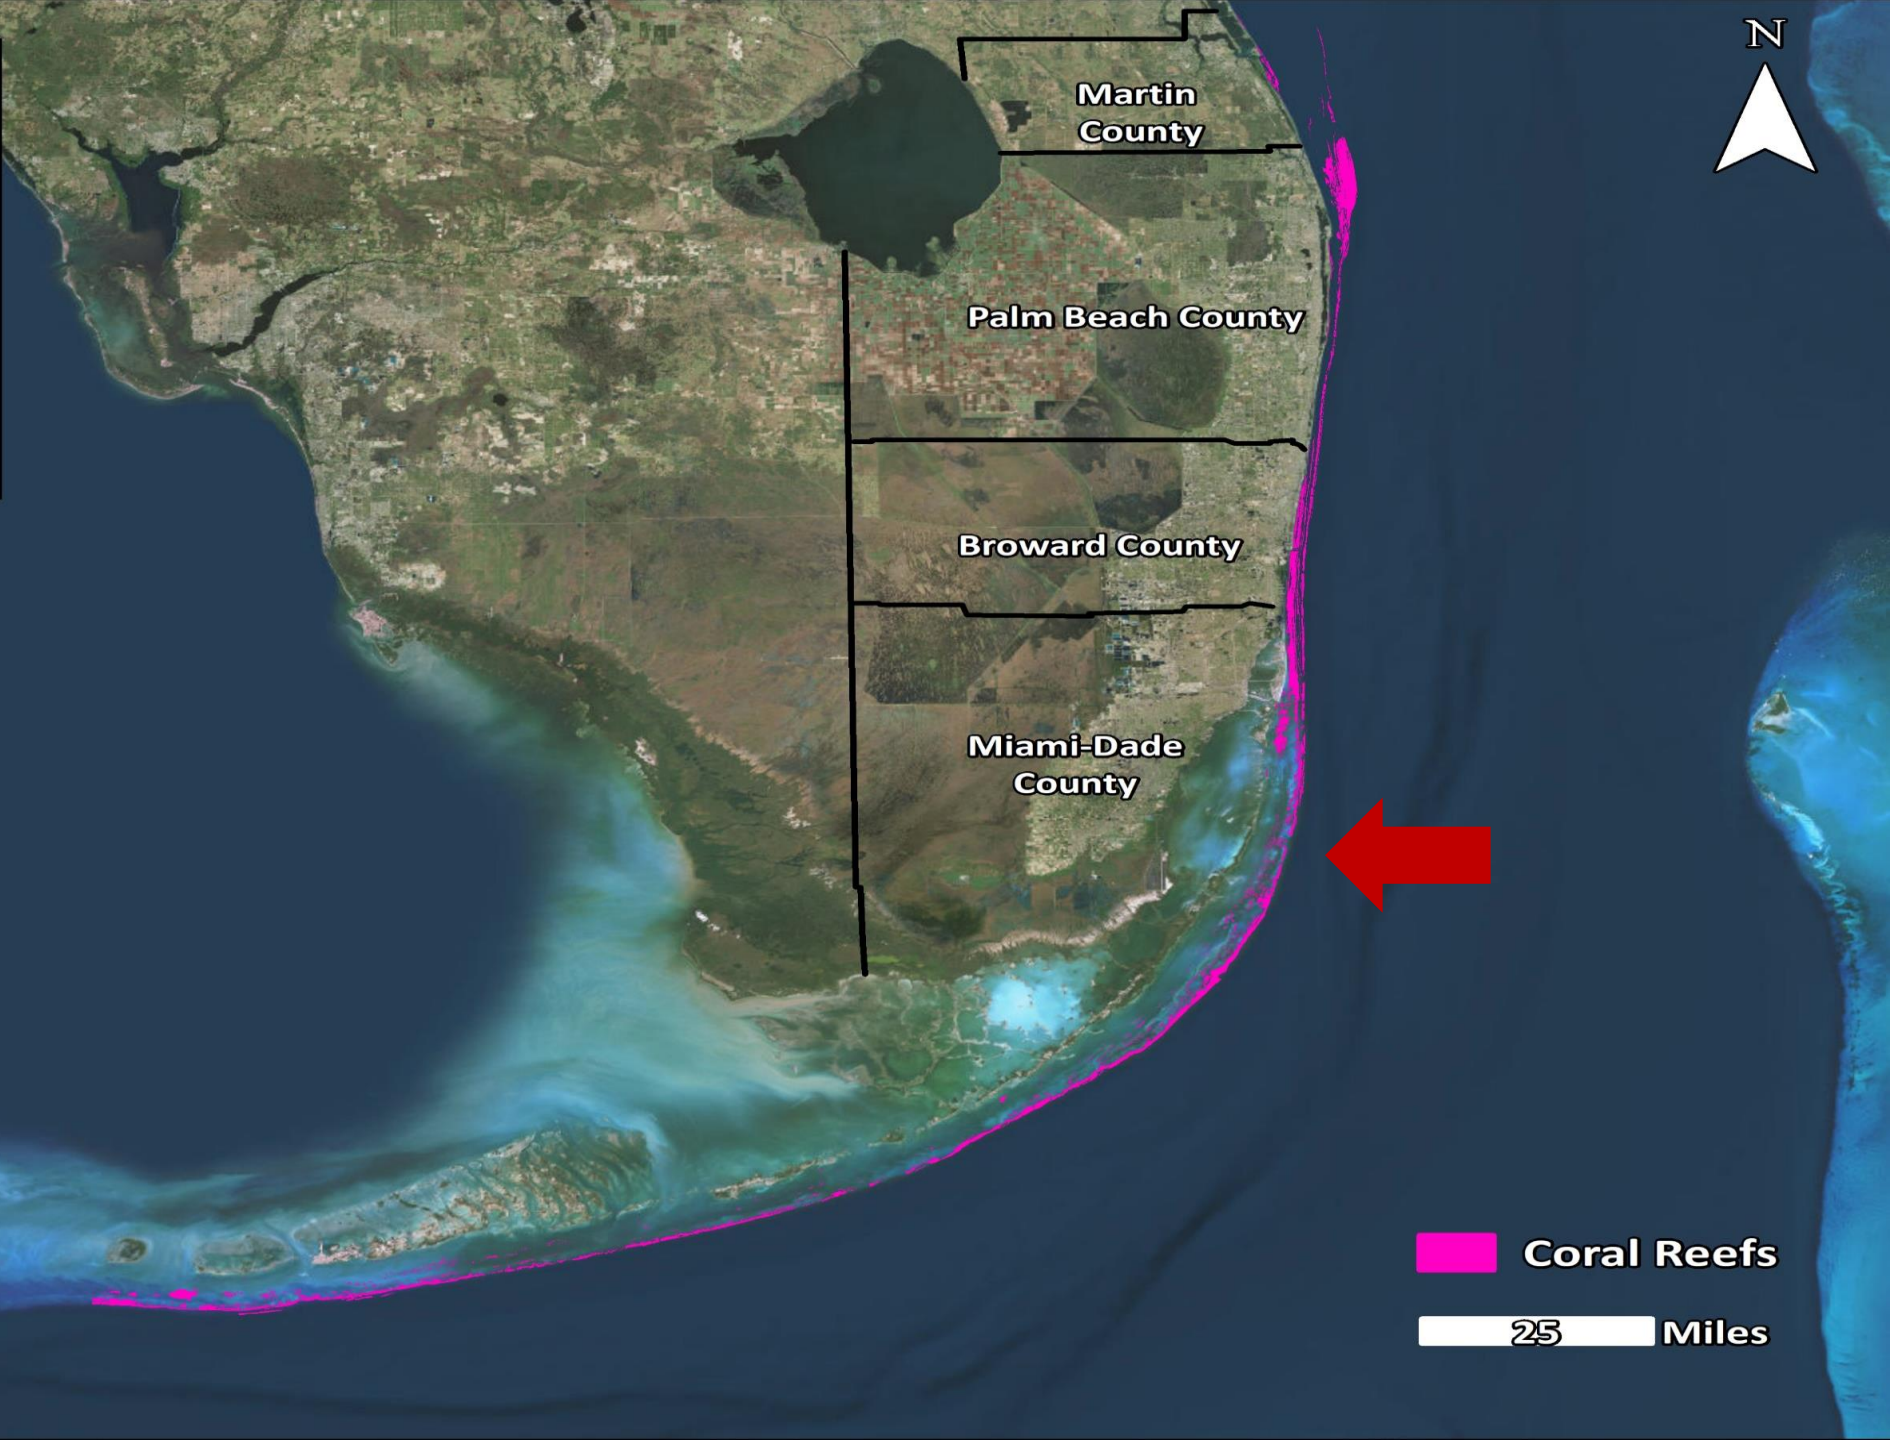 N
Martin
County
Palm Beach County
Broward County
Miami-Dade
County
Coral Reefs
25 Miles